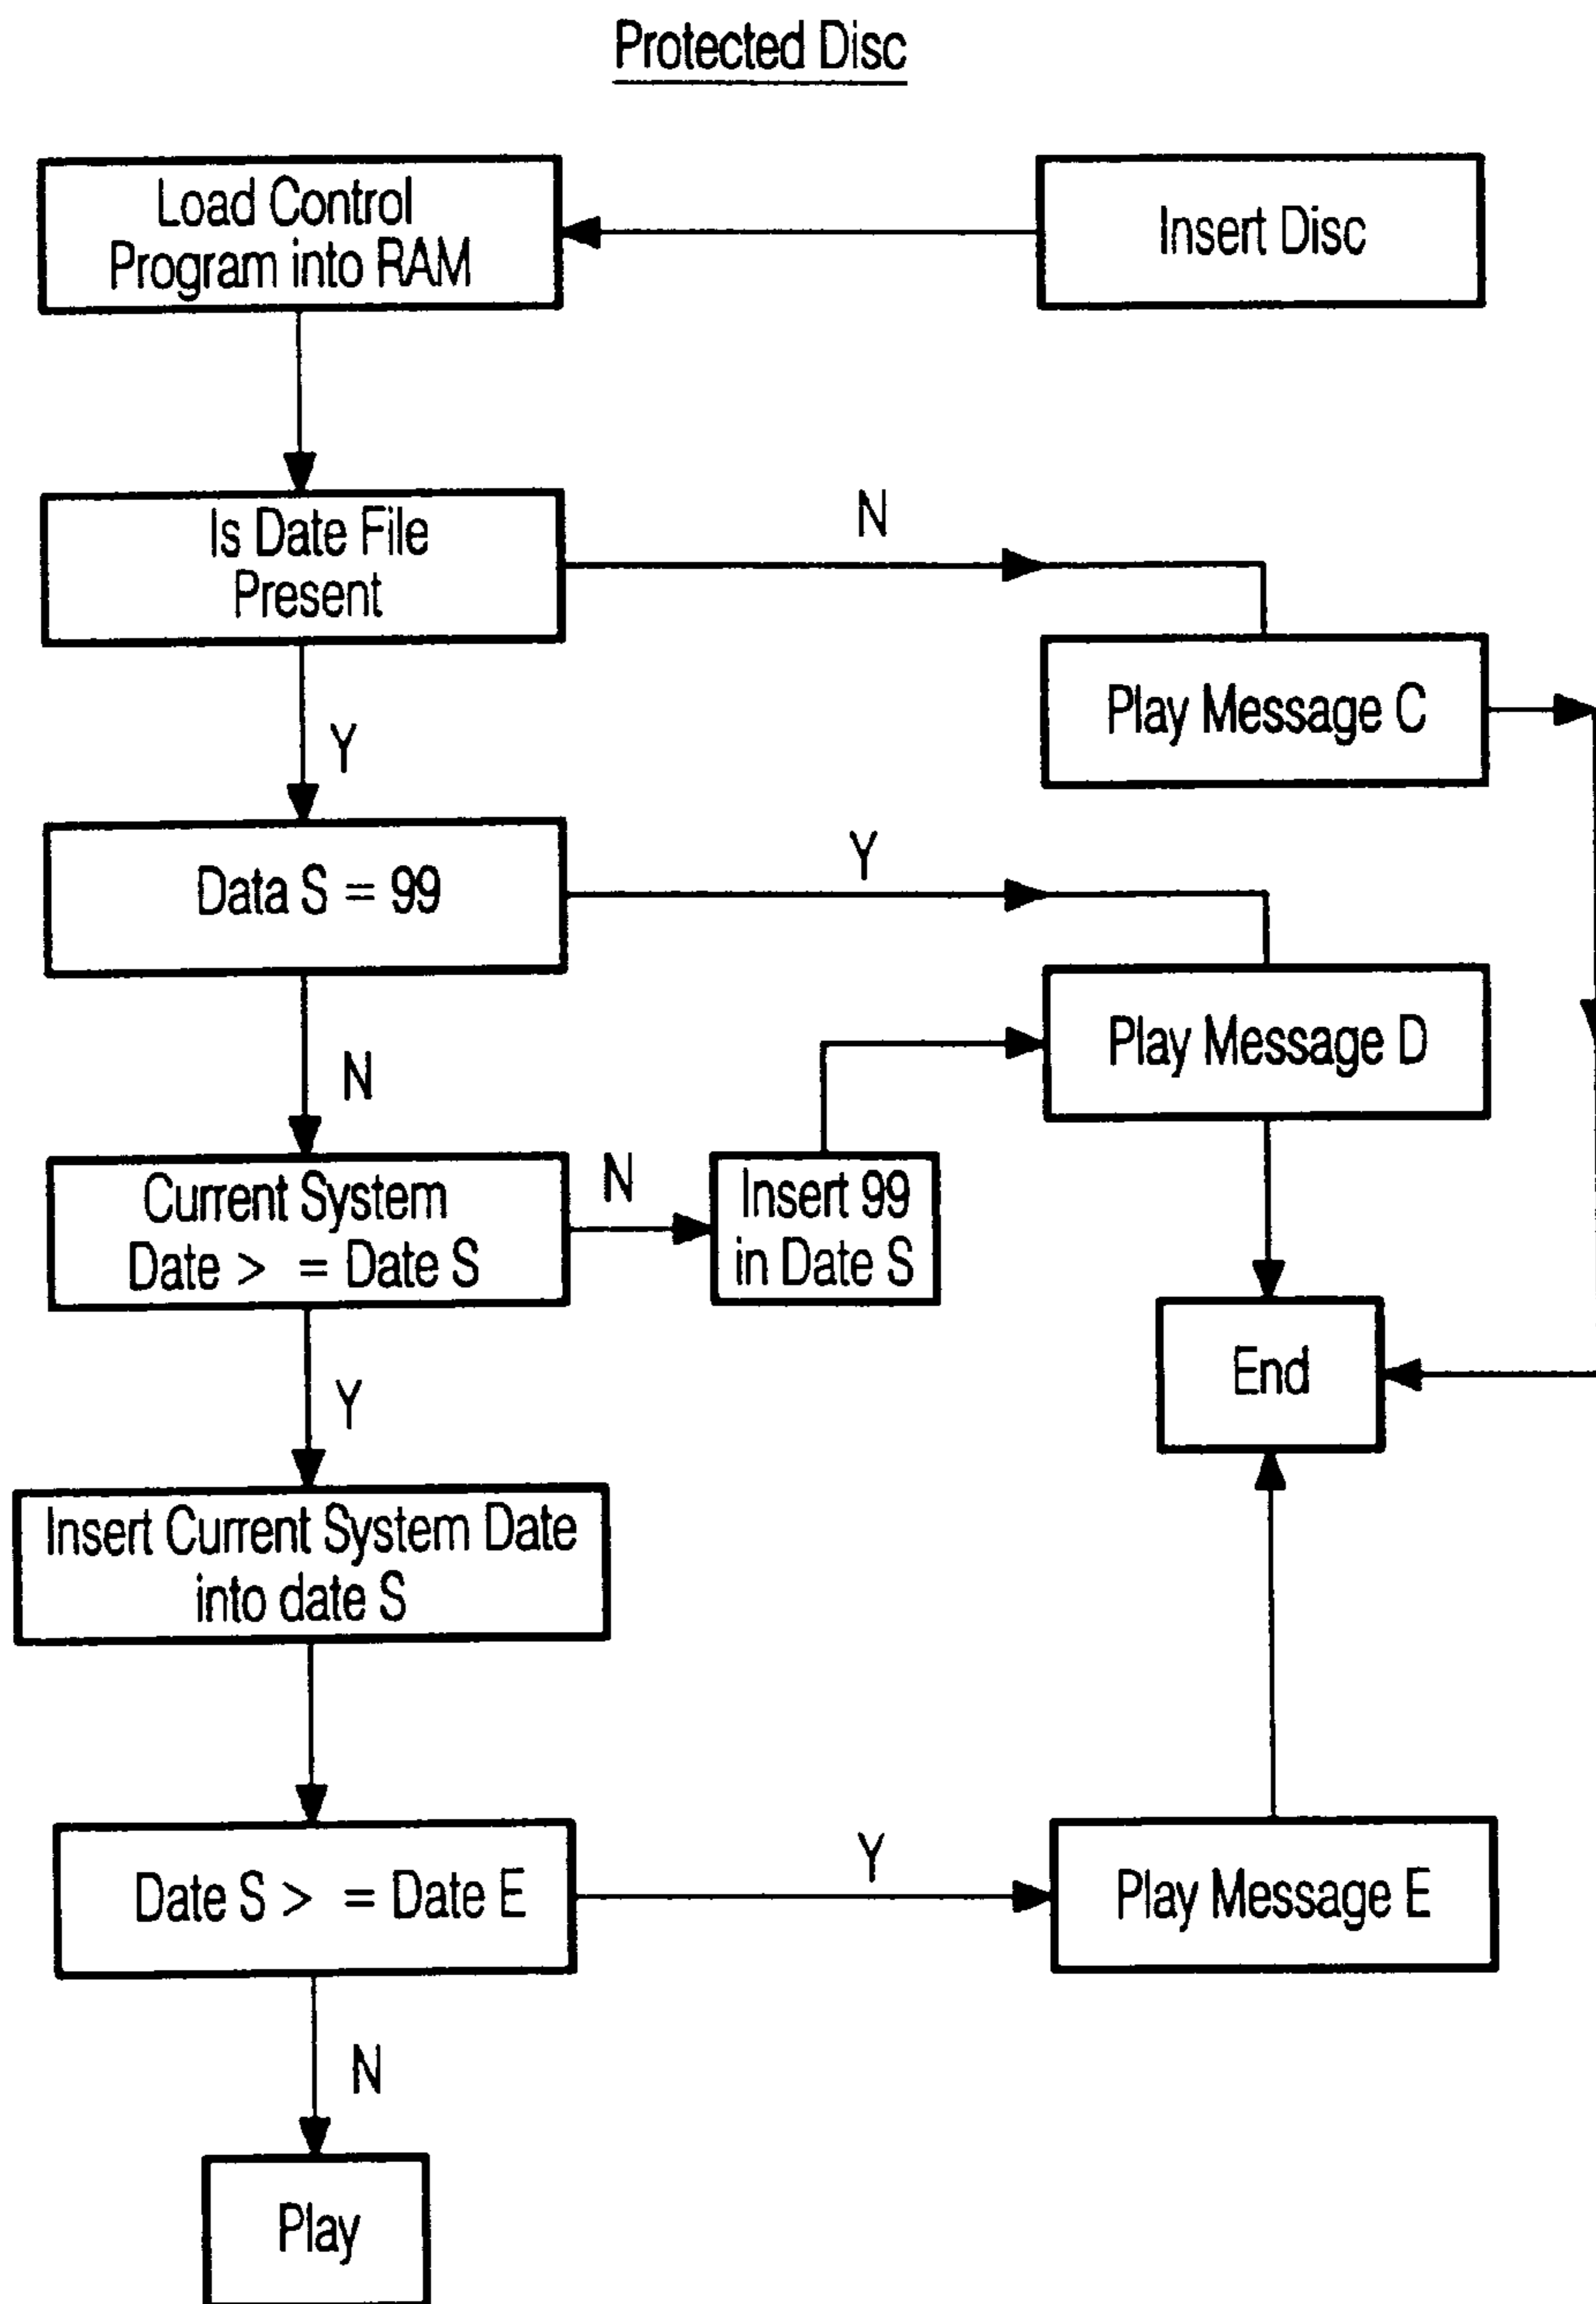 Protected Disc
Load Control
Program into RAM
Insert Disc
Is Date File
Present
N
Play Message C
Y
Data S = 99
Y
Play Message D
N
Current System
Date > = Date S
N
Insert 99
in Date S
End
Y
Insert Current System Date
into date S
Date S > = Date E
Y
Play Message E
N
Play